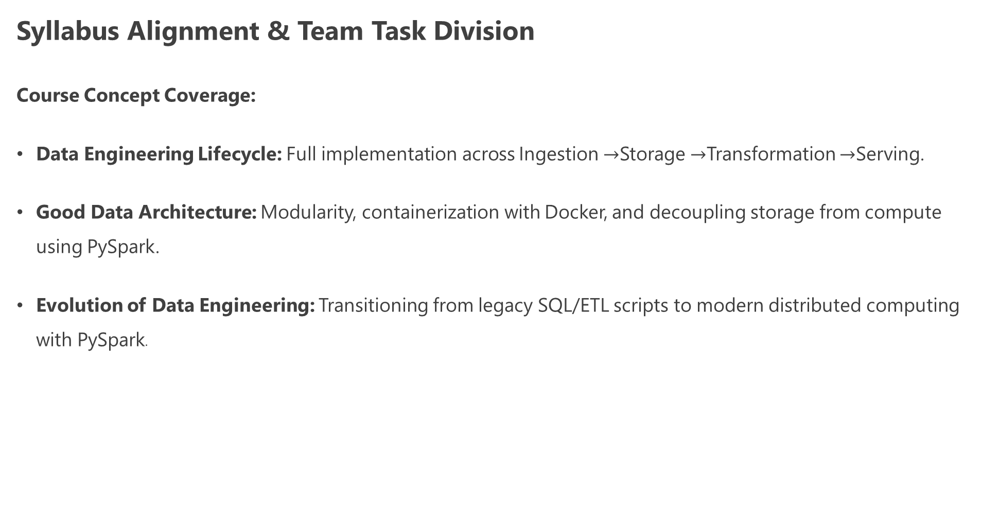 Syllabus Alignment & Team Task Division
Course Concept Coverage:
• Data Engineering Lifecycle: Full implementation across Ingestion →Storage →Transformation →Serving.
• Good Data Architecture: Modularity, containerization with Docker, and decoupling storage from compute
using PySpark.
• Evolution of Data Engineering: Transitioning from legacy SQL/ETL scripts to modern distributed computing
with PySpark.